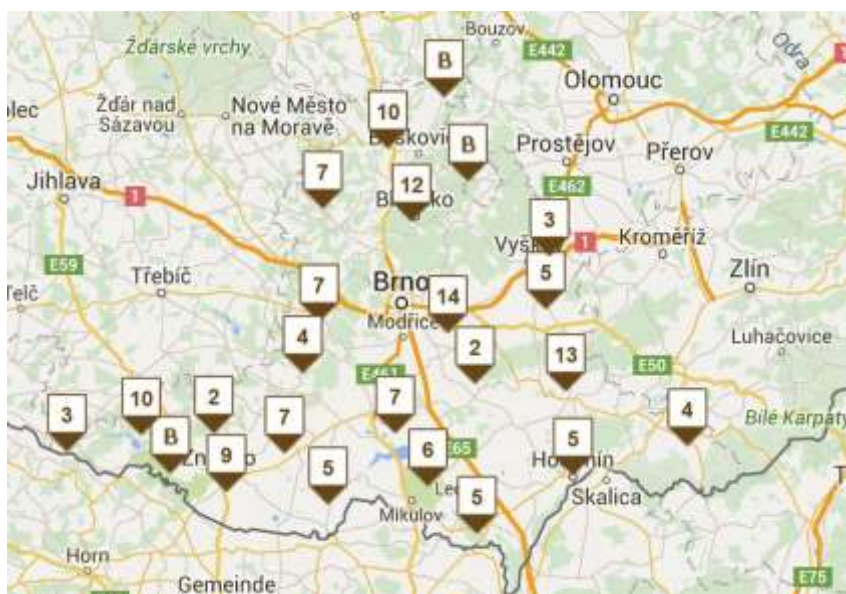 Bouzov
Žďárské vrchy
B
E442
Odra
1
Olomouc
Žďár nad
Sázavou
Nové Město
na Moravě
10
E442
B
Prostějov
Přerov
7
12
E462
Jihlava
1
3
1
Kroměříž
E59
5
Třebíč
7
Brno
14
Zlín
Telč
Modřice
4
2
13
Luhačovice
E50
E461
3
10
2
7
7
4
Bílé Karpaty
B
9
5
6
E65
5
5
Mikulov
Skalica
Horn
Gemeinde
E75